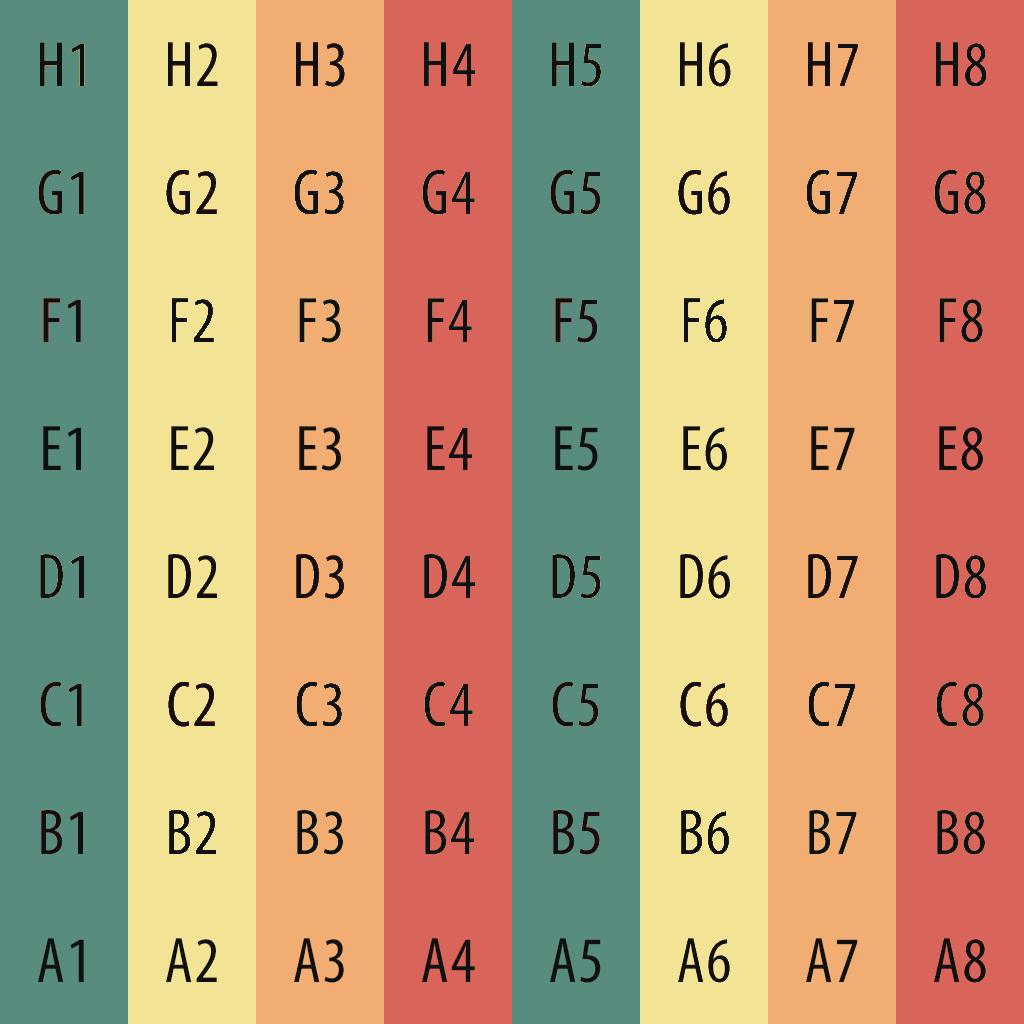 H1 H2 H3 H4 H5 H6 H7 H8
G1 G2 G3 G4 G5 G6 G7 G8
F1 F2 F3 F4 F5 F6 F7 F8
E1 E2 E3 E4 E5 E6 E7 E8
D1 D2 D3 D4 D5 D6 D7 D8
C1 C2 C3 C4 C5 C6 C7 C8
B1 B2 B3 B4 B5 B6 B7 B8
A1 A2 A3 A4 A5 A6 A7 A8